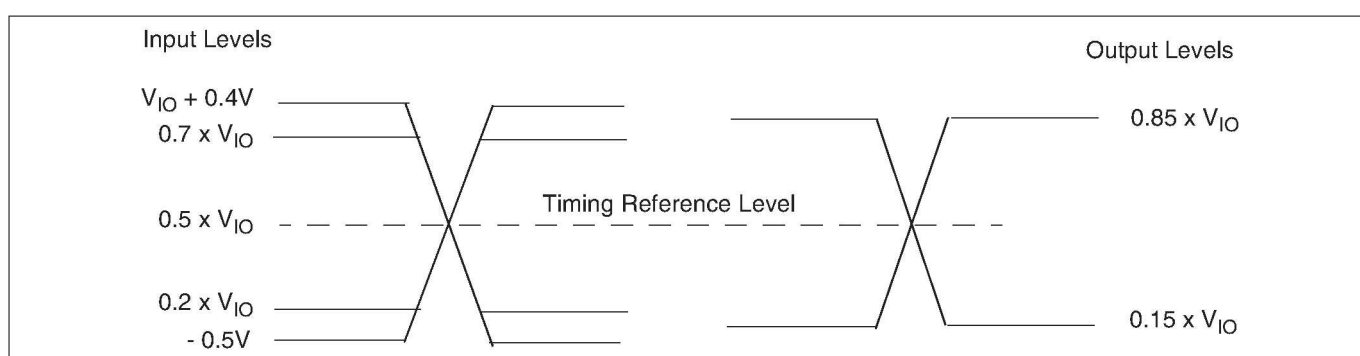 Input Levels
Output Levels
V_IO + 0.4V
0.7 x V_IO
0.5 x V_IO
0.2 x V_IO
- 0.5V
Timing Reference Level
0.85 x V_IO
0.15 x V_IO